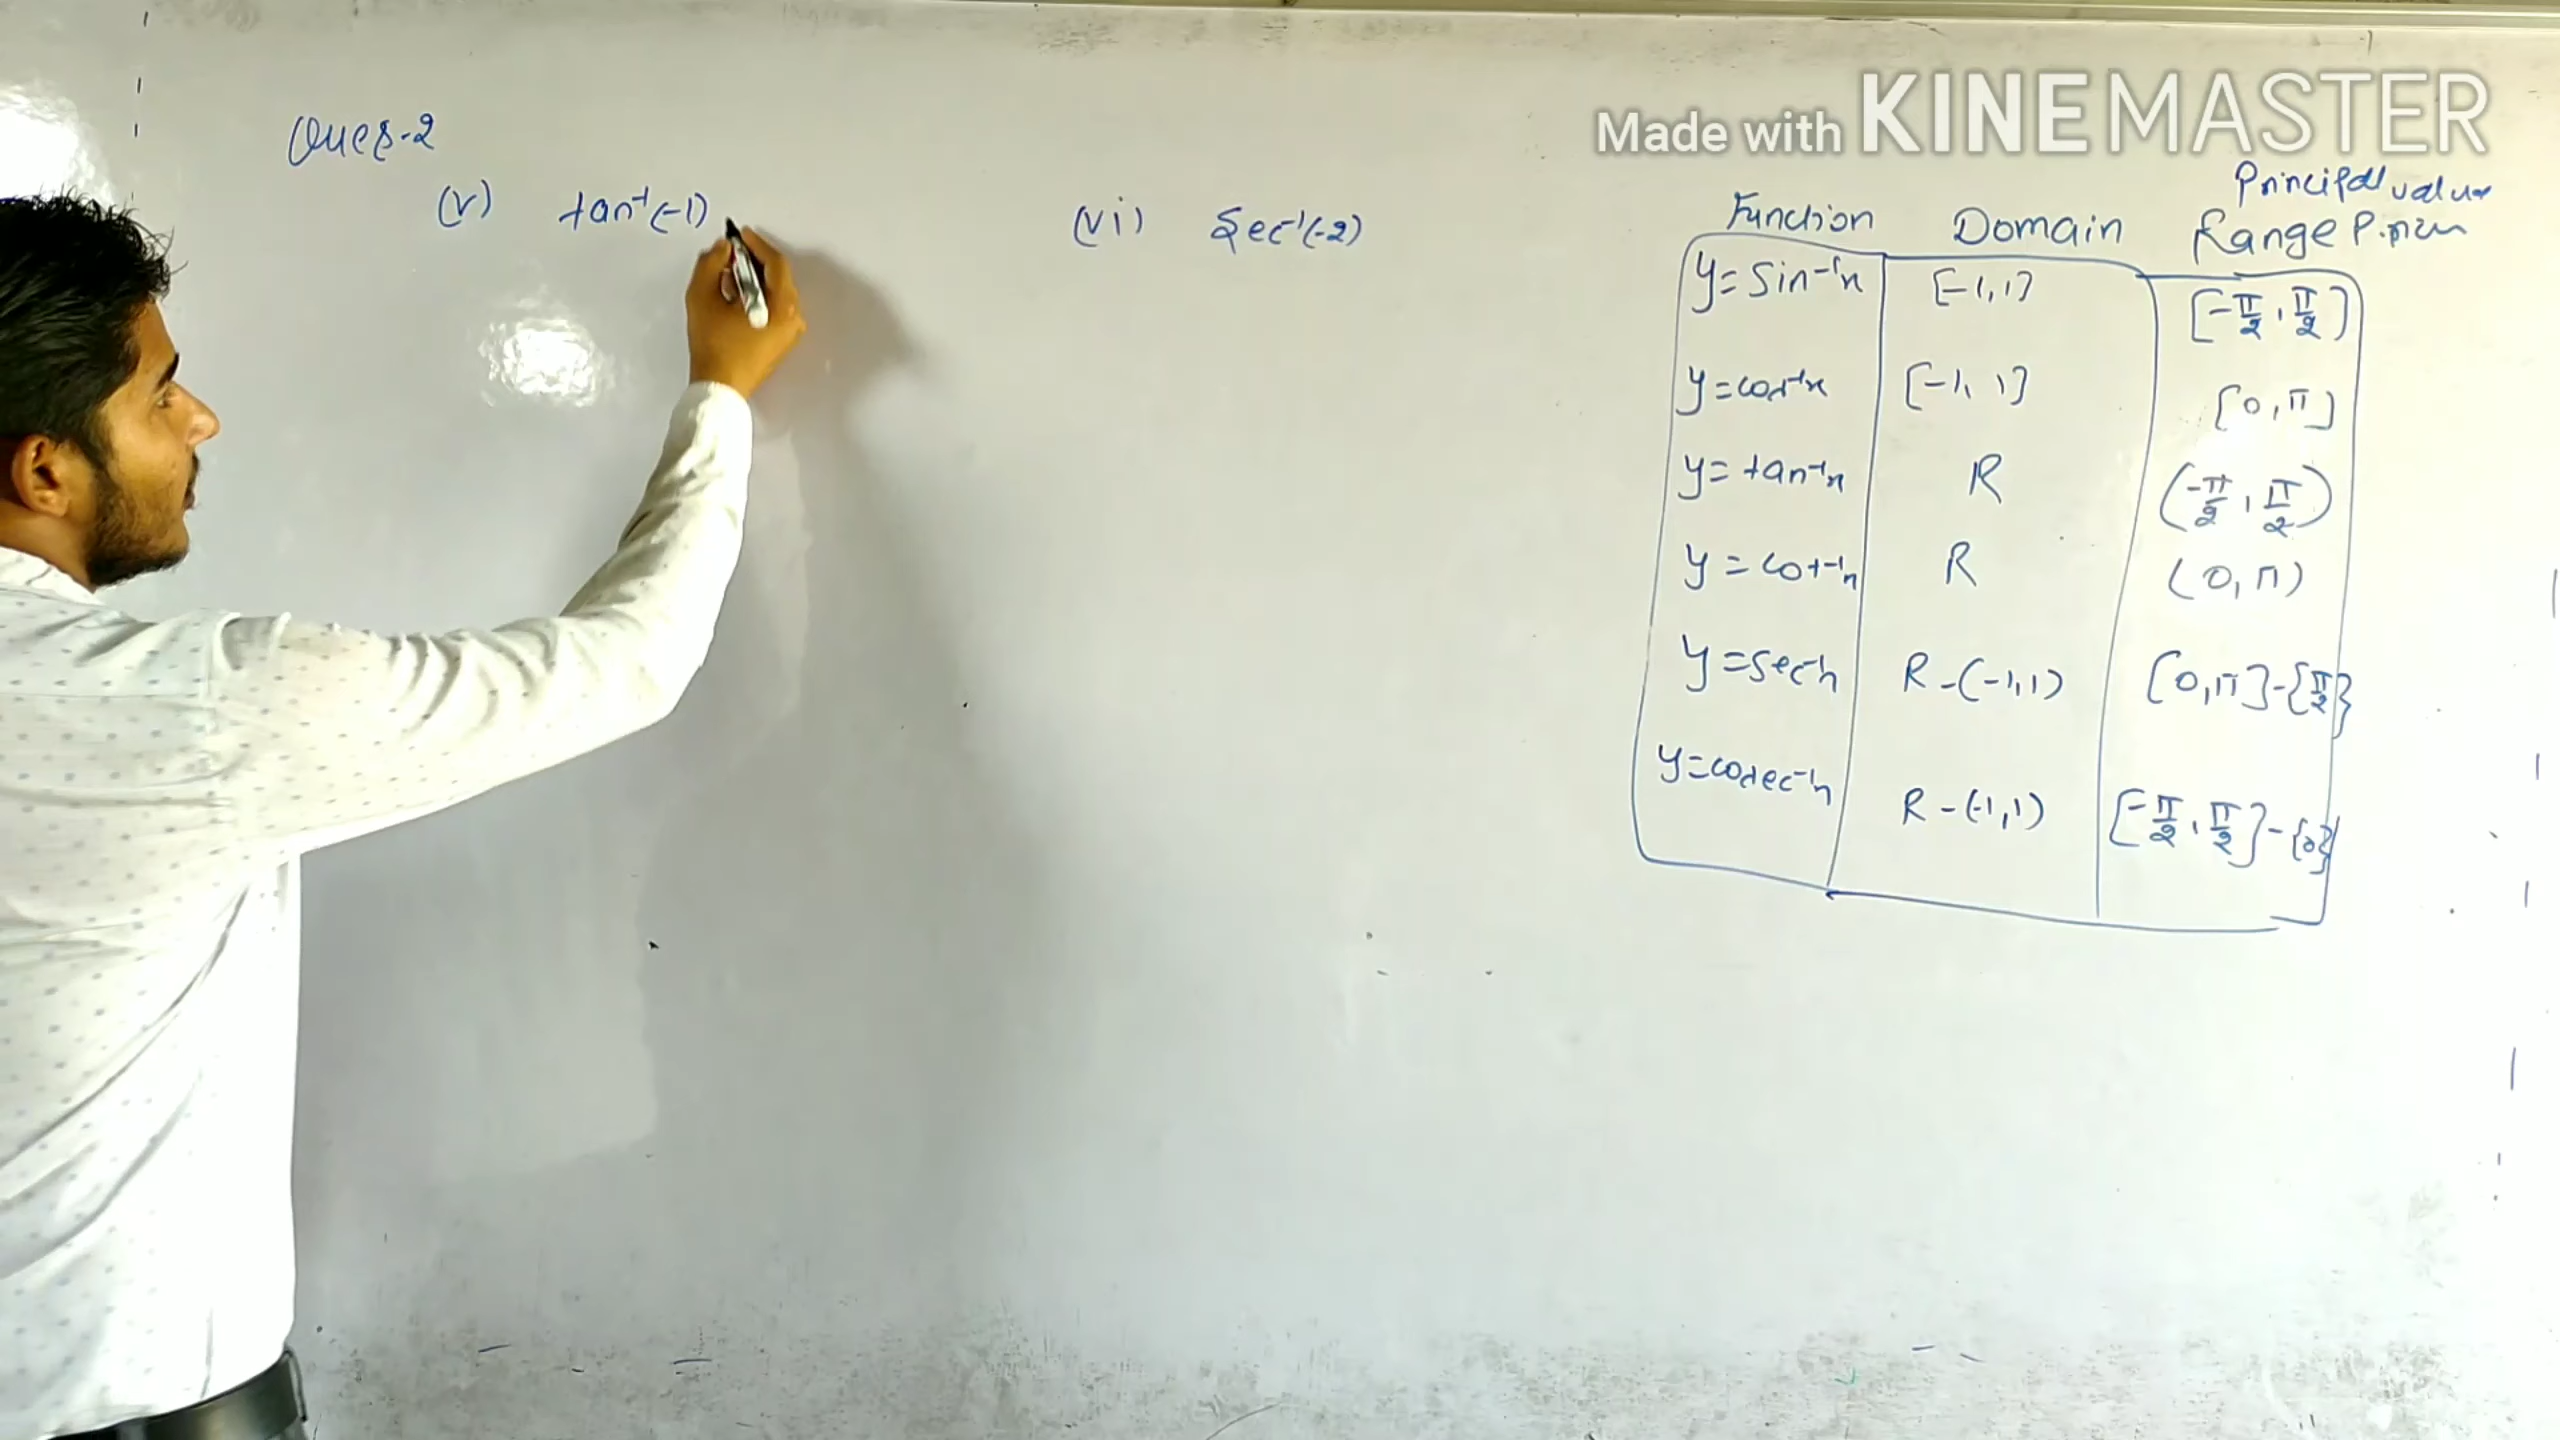 Made with KINEMASTER
Ques-2
(v) tan⁻¹(-1)
(vi) Sec⁻¹(-2)
Principal value
Function Domain Range
y = Sin⁻¹x [-1, 1] [-π/2, π/2]
y = cos⁻¹x [-1, 1] [0, π]
y = tan⁻¹x R (-π/2, π/2)
y = cot⁻¹x R (0, π)
y = sec⁻¹x R - (-1, 1) [0, π] - {π/2}
y = cosec⁻¹x R - (-1, 1) [-π/2, π/2] - {0}